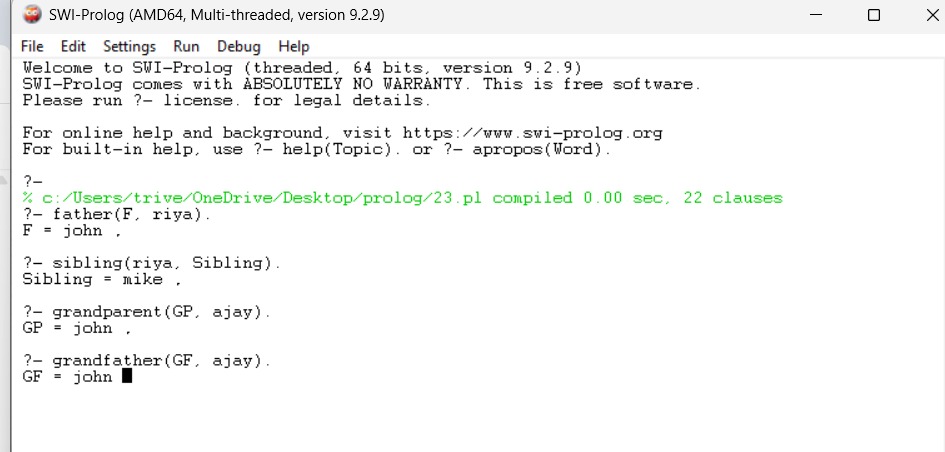 SWI-Prolog (AMD64, Multi-threaded, version 9.2.9)
File Edit Settings Run Debug Help
Welcome to SWI-Prolog (threaded, 64 bits, version 9.2.9)
SWI-Prolog comes with ABSOLUTELY NO WARRANTY. This is free software.
Please run ?- license. for legal details.
For online help and background, visit https://www.swi-prolog.org
For built-in help, use ?- help(Topic). or ?- apropos(Word).
?-
% c:/Users/trive/OneDrive/Desktop/prolog/23.pl compiled 0.00 sec, 22 clauses
?- father(F, riya).
F = john .
?- sibling(riya, Sibling).
Sibling = mike .
?- grandparent(GP, ajay).
GP = john .
?- grandfather(GF, ajay).
GF = john